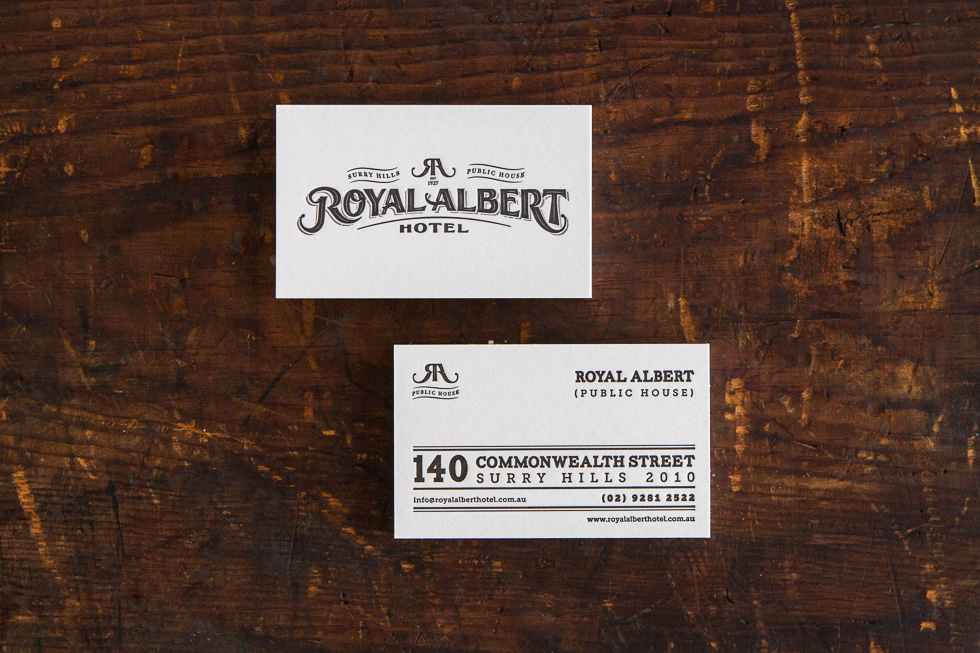 SURRY HILLS
RA
PUBLIC HOUSE
NO
1927
ROYAL ALBERT
HOTEL
RA
PUBLIC HOUSE
ROYAL ALBERT
(PUBLIC HOUSE)
140 COMMONWEALTH STREET
SURRY HILLS 2010
info@royalalberthotel.com.au
(02) 9281 2522
www.royalalberthotel.com.au